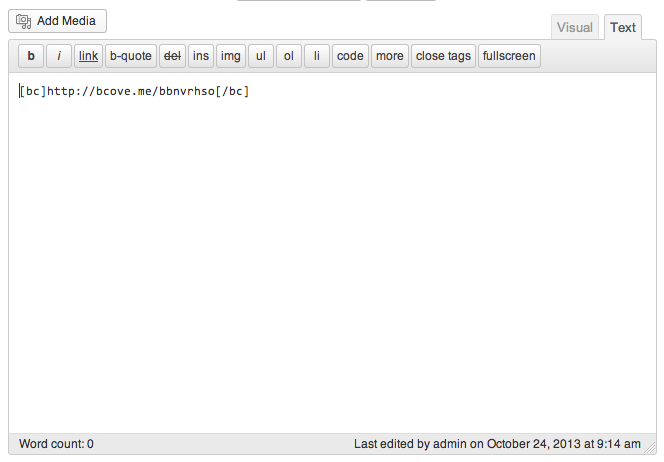 Add Media
Visual Text
b i link b-quote del ins img ul ol li code more close tags fullscreen
[bc]http://bcove.me/bbnvrhso[/bc]
Word count: 0 Last edited by admin on October 24, 2013 at 9:14 am